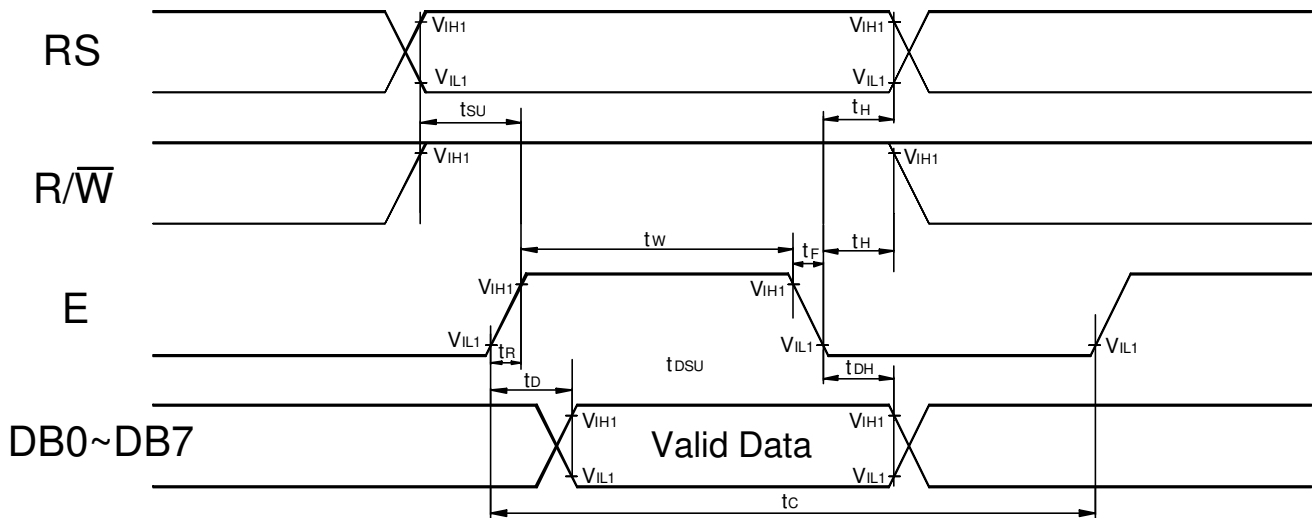 RS
VIH1
VIH1
VIL1
VIL1
tSU
tH
R/W̅
VIH1
VIH1
tw
tF
tH
E
VIH1
VIH1
VIL1
VIL1
VIL1
tR
tD
tDSU
tDH
DB0~DB7
VIH1
VIH1
Valid Data
VIL1
VIL1
tc